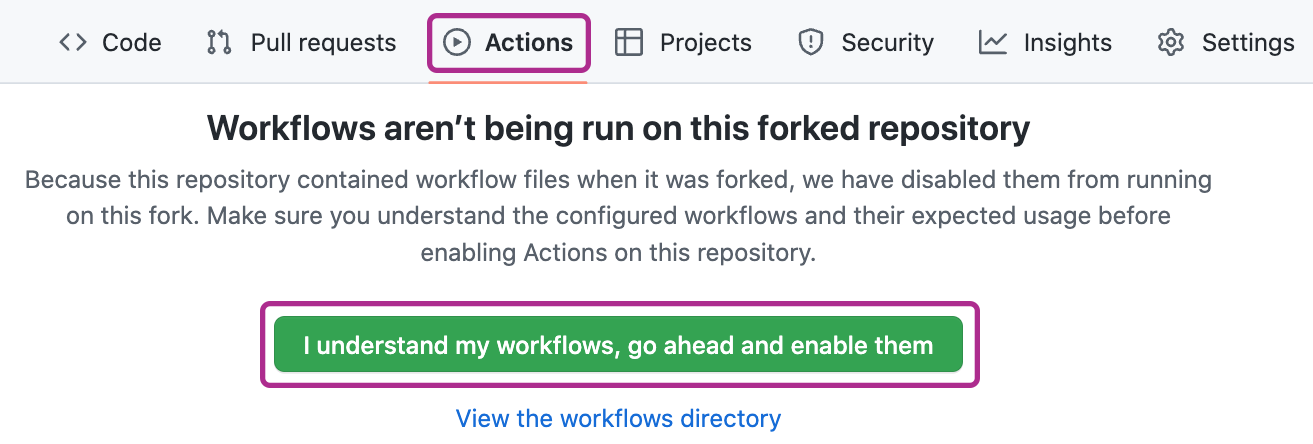 Code Pull requests Actions Projects Security Insights Settings
Workflows aren’t being run on this forked repository
Because this repository contained workflow files when it was forked, we have disabled them from running
on this fork. Make sure you understand the configured workflows and their expected usage before
enabling Actions on this repository.
I understand my workflows, go ahead and enable them
View the workflows directory